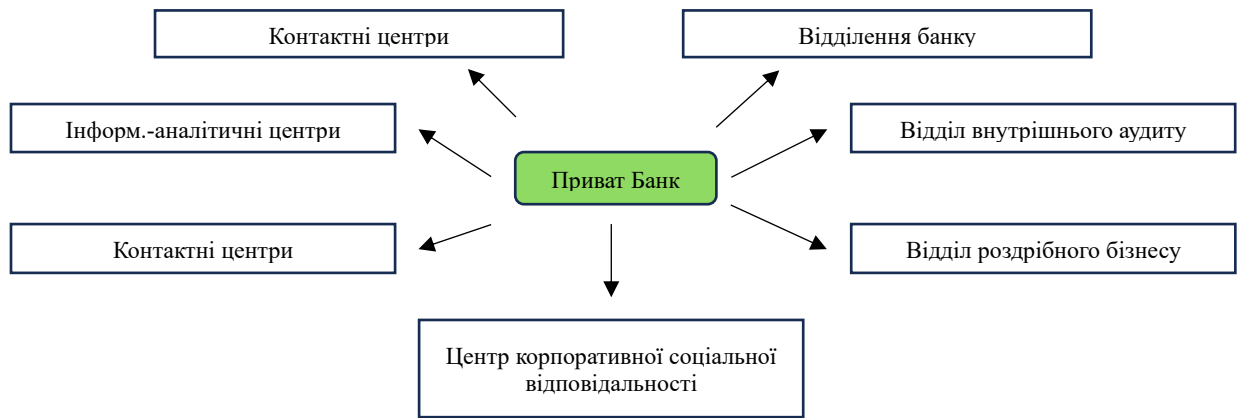 Контактні центри
Відділення банку
Інформ.-аналітичні центри
Відділ внутрішнього аудиту
Приват Банк
Контактні центри
Відділ роздрібного бізнесу
Центр корпоративної соціальної
відповідальності